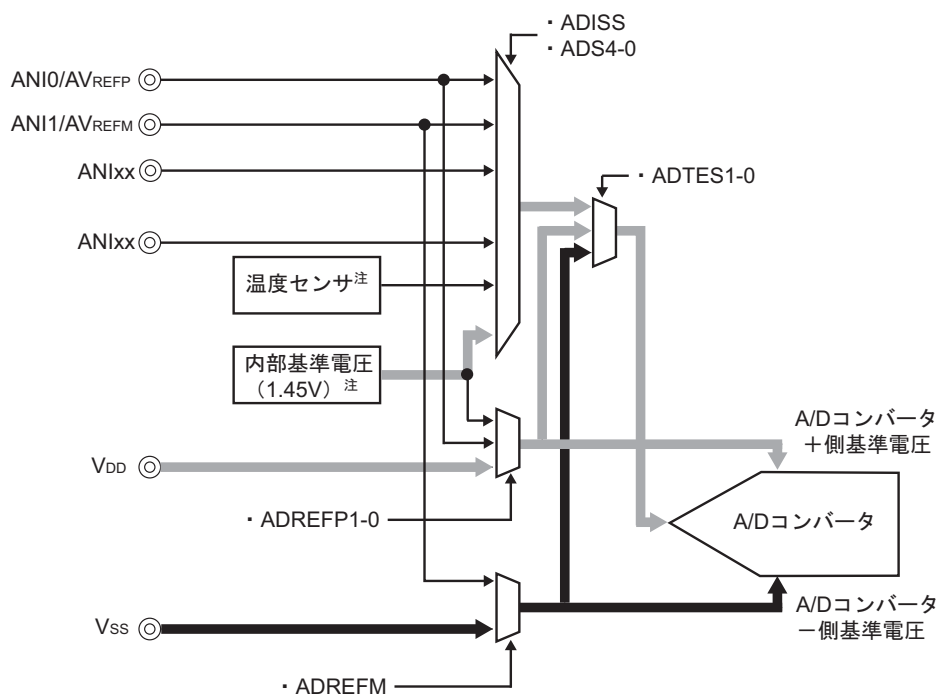 ・ADISS
・ADS4-0
ANI0/AVREFP
ANI1/AVREFM
ANIxx
・ADTES1-0
ANIxx
温度センサ注
内部基準電圧
（1.45V）注
A/Dコンバータ
＋側基準電圧
VDD
・ADREFP1-0
A/Dコンバータ
VSS
A/Dコンバータ
－側基準電圧
・ADREFM